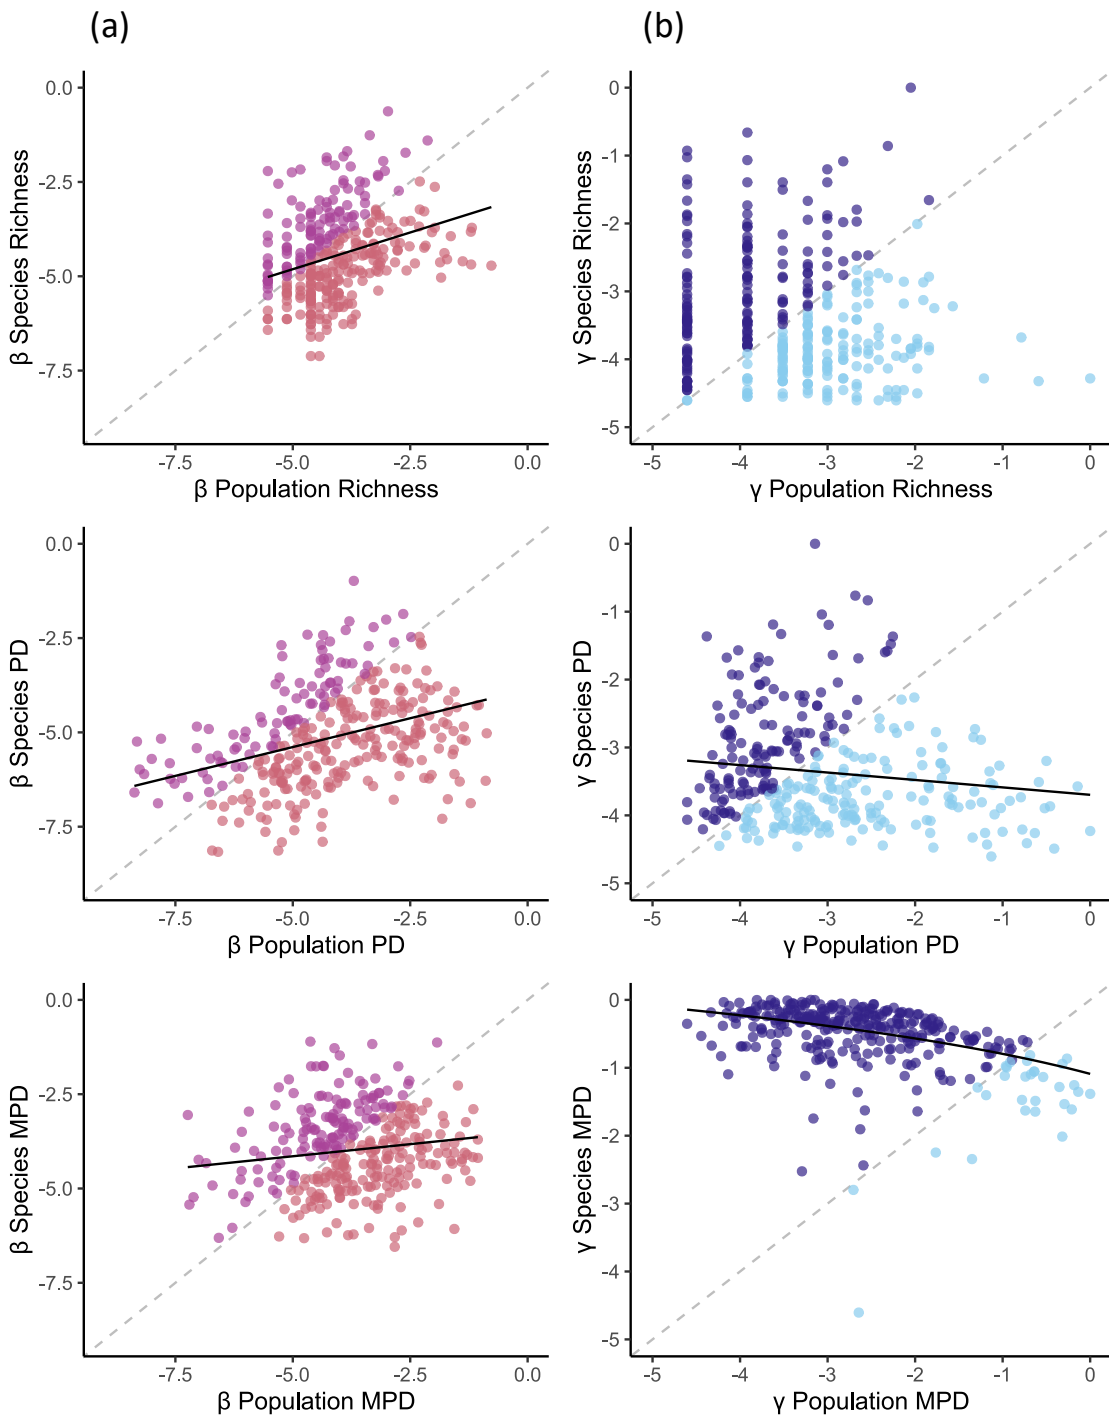 (a) (b)
0.0
-2.5
-5.0
-7.5
β Species Richness
-7.5 -5.0 -2.5 0.0
β Population Richness
0
-1
-2
-3
-4
-5
γ Species Richness
-5 -4 -3 -2 -1 0
γ Population Richness
0.0
-2.5
-5.0
-7.5
β Species PD
-7.5 -5.0 -2.5 0.0
β Population PD
0
-1
-2
-3
-4
-5
γ Species PD
-5 -4 -3 -2 -1 0
γ Population PD
0.0
-2.5
-5.0
-7.5
β Species MPD
-7.5 -5.0 -2.5 0.0
β Population MPD
0
-1
-2
-3
-4
-5
γ Species MPD
-5 -4 -3 -2 -1 0
γ Population MPD